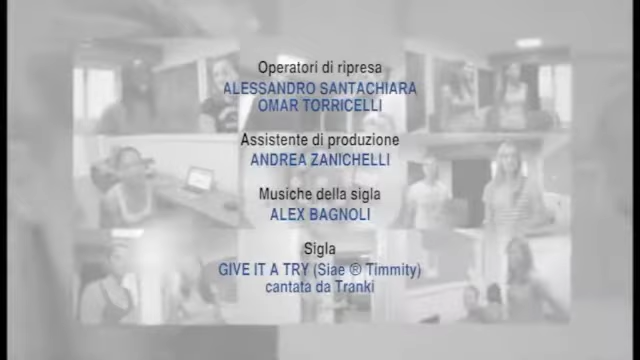 Operatori di ripresa
ALESSANDRO SANTACHIARA
OMAR TORRICELLI
Assistente di produzione
ANDREA ZANICHELLI
Musiche della sigla
ALEX BAGNOLI
Sigla
GIVE IT A TRY (Siae ® Timmity)
cantata da Tranki